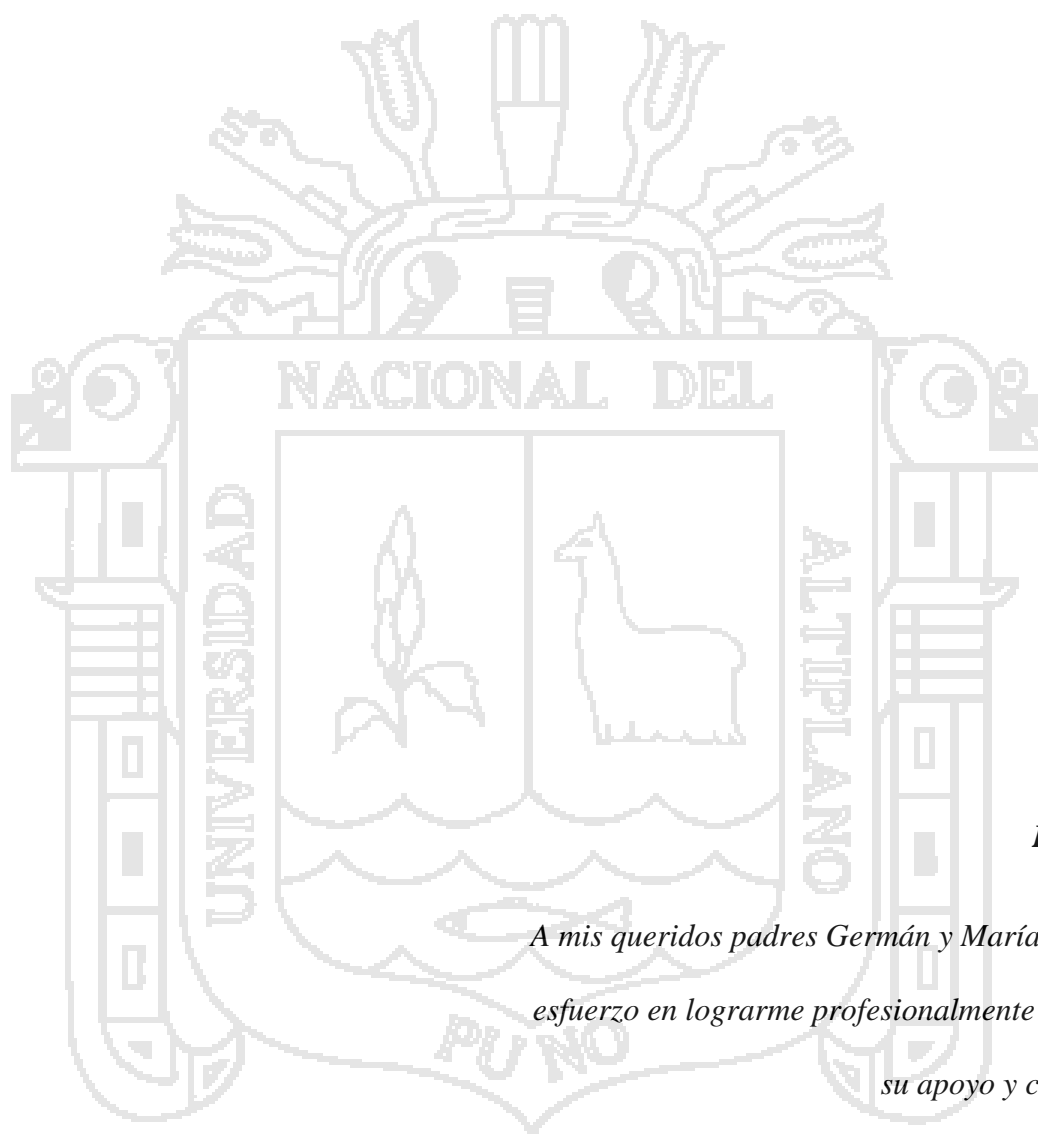 NACIONAL DEL
UNIVERSIDAD
ALTIPLANO
PUNO
A mis queridos padres Germán y María
esfuerzo en lograrme profesionalmente
su apoyo y